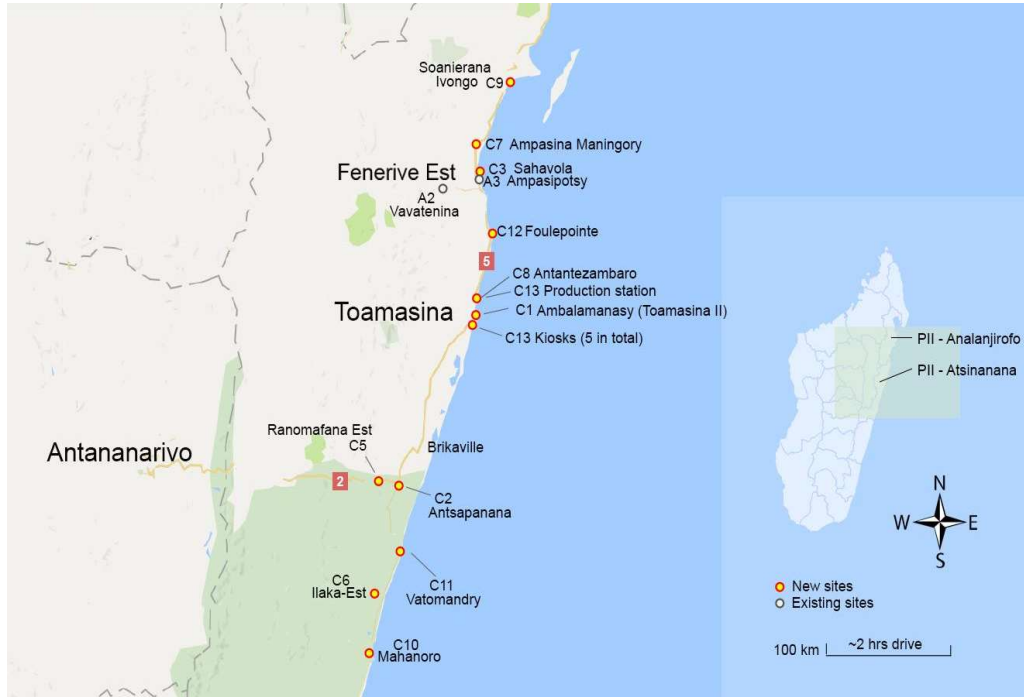 Soanierana
Ivongo C9
C7 Ampasina Maningory
Fenerive Est
C3 Sahavola
A3 Ampasipotsy
A2
Vavatenina
C12 Foulepointe
5
C8 Antantezambaro
C13 Production station
Toamasina
C1 Ambalamanasy (Toamasina II)
C13 Kiosks (5 in total)
PII - Analanjirofo
PII - Atsinanana
Ranomafana Est
C5
Brikaville
Antananarivo
2
C2
Antsapanana
N
W
E
S
C6
Ilaka-Est
C11
Vatomandry
New sites
Existing sites
C10
Mahanoro
100 km
~2 hrs drive